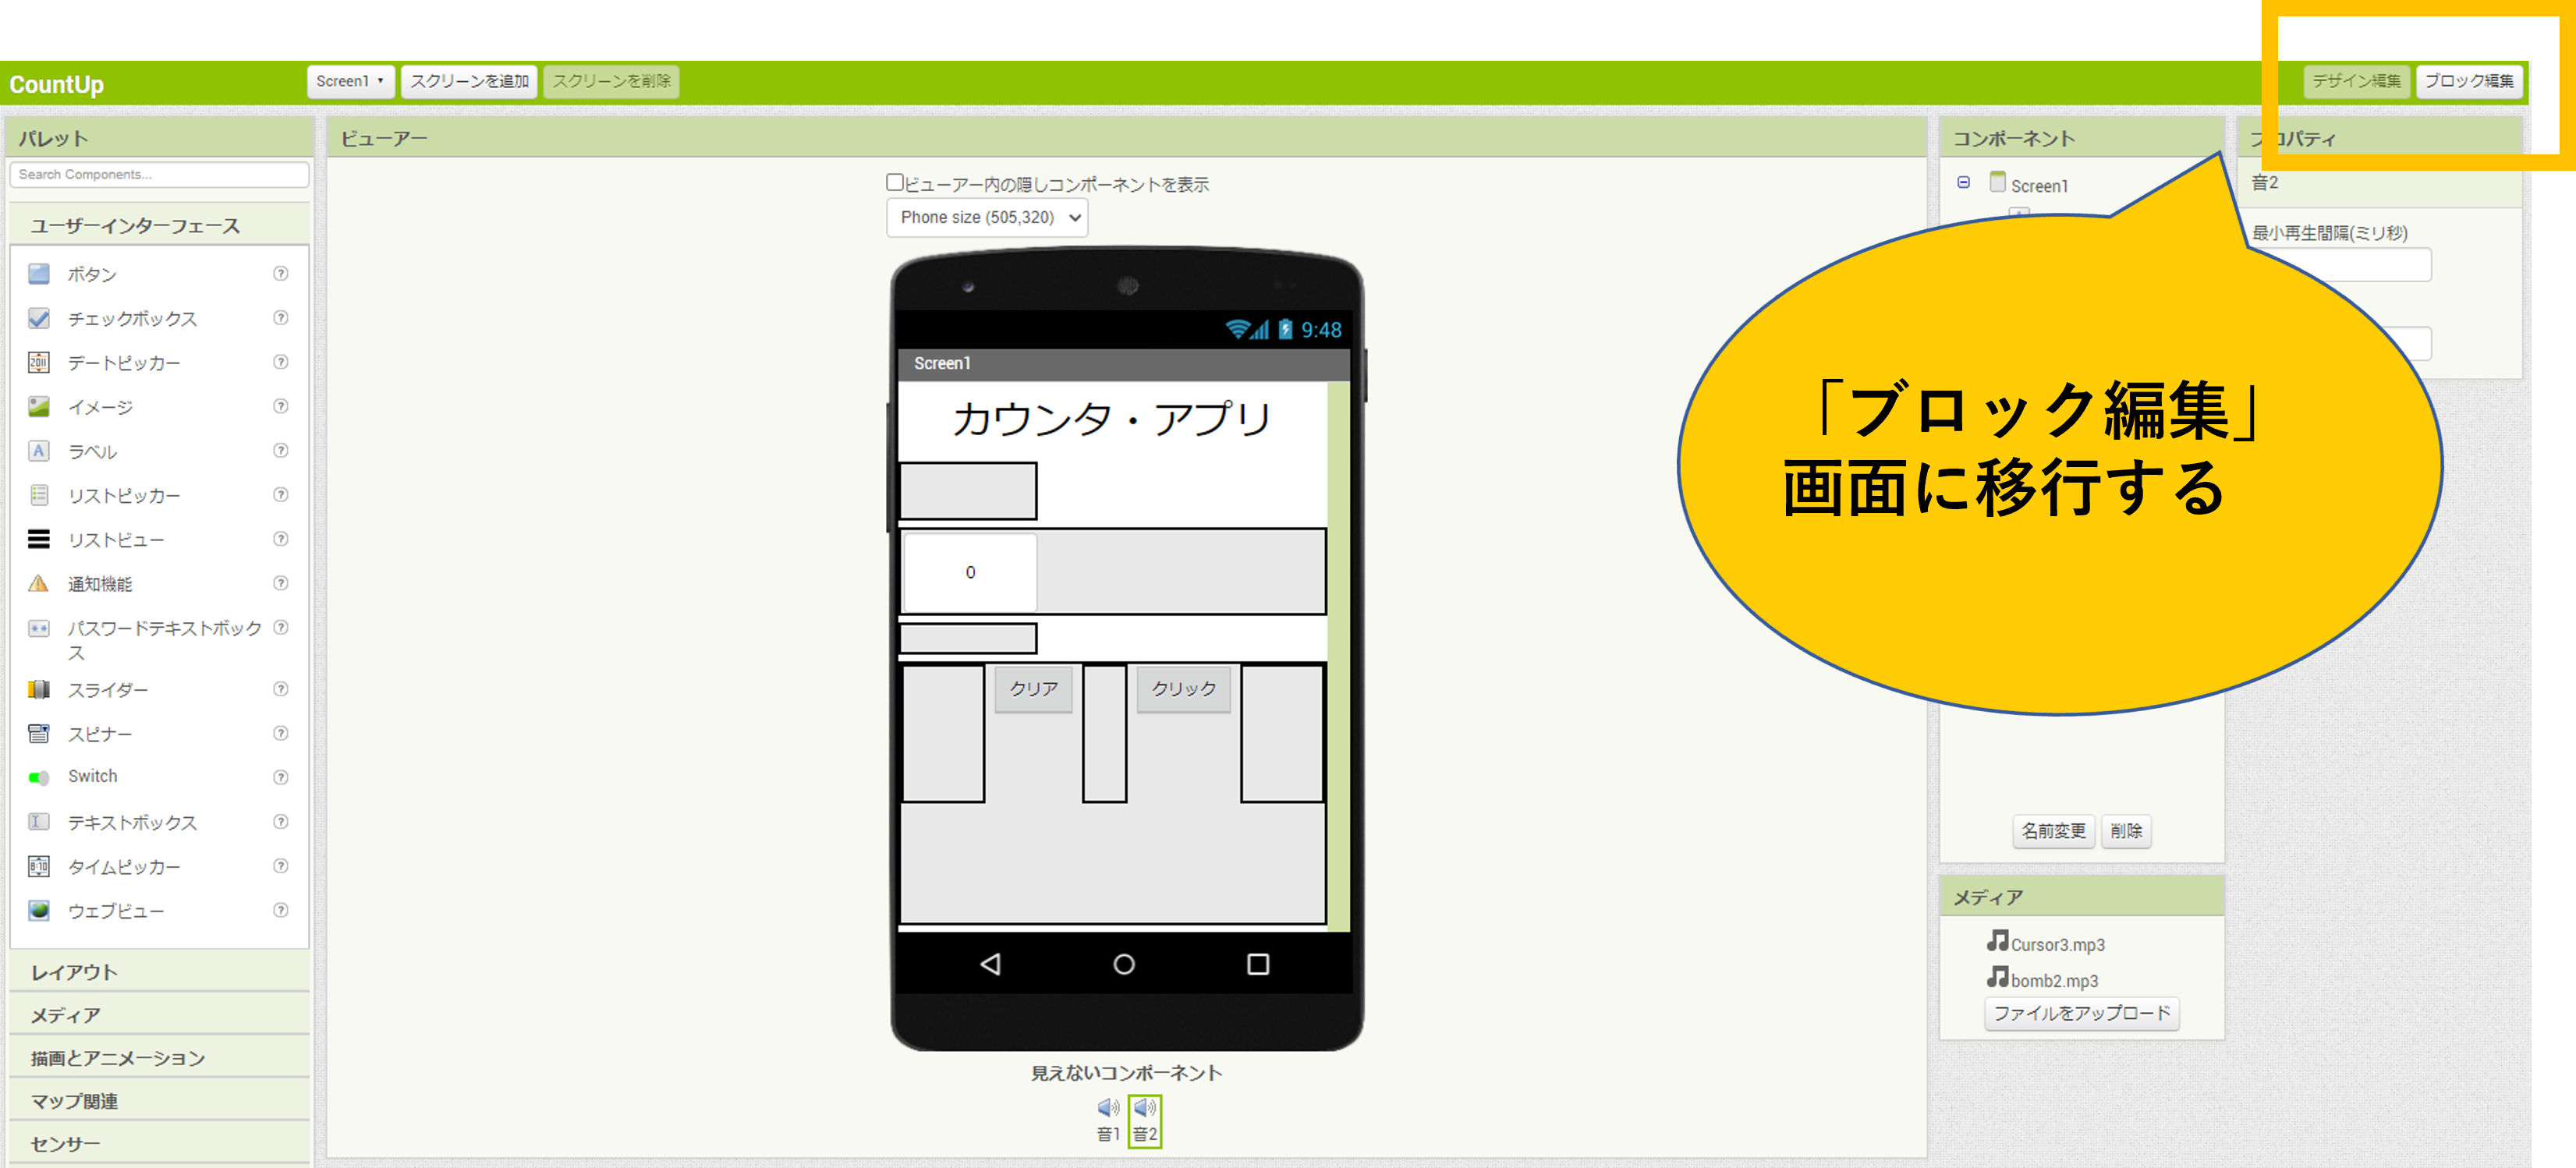 CountUp
Screen1
スクリーンを追加
スクリーンを削除
デザイン編集
ブロック編集
パレット
Search Components...
ユーザーインターフェース
ボタン
チェックボックス
デートピッカー
イメージ
ラベル
リストピッカー
リストビュー
通知機能
パスワードテキストボック
ス
スライダー
スピナー
Switch
テキストボックス
タイムピッカー
ウェブビュー
レイアウト
メディア
描画とアニメーション
マップ関連
センサー
ビューアー
ビューアー内の隠しコンポーネントを表示
Phone size (505,320)
9:48
Screen1
カウンタ・アプリ
0
クリア
クリック
見えないコンポーネント
音1
音2
コンポーネント
Screen1
名前変更
削除
メディア
Cursor3.mp3
bomb2.mp3
ファイルをアップロード
プロパティ
音2
最小再生間隔(ミリ秒)
「ブロック編集」
画面に移行する